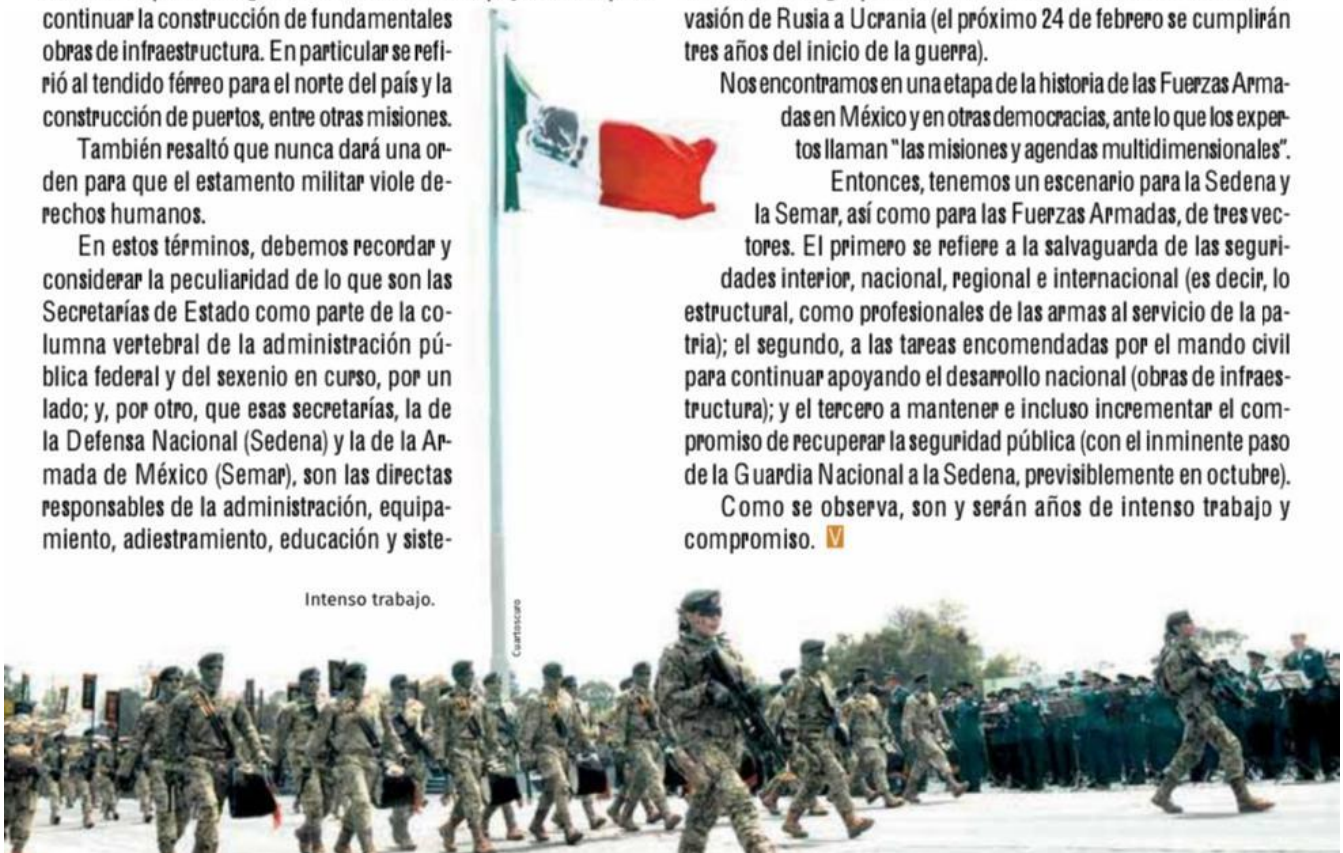 continuar la construcción de fundamentales
obras de infraestructura. En particular se refi-
rió al tendido férreo para el norte del país y la
construcción de puertos, entre otras misiones.
También resaltó que nunca dará una or-
den para que el estamento militar viole de-
rechos humanos.
En estos términos, debemos recordar y
considerar la peculiaridad de lo que son las
Secretarías de Estado como parte de la co-
lumna vertebral de la administración pú-
blica federal y del sexenio en curso, por un
lado; y, por otro, que esas secretarías, la de
la Defensa Nacional (Sedena) y la de la Ar-
mada de México (Semar), son las directas
responsables de la administración, equipa-
miento, adiestramiento, educación y siste-
vasión de Rusia a Ucrania (el próximo 24 de febrero se cumplirán
tres años del inicio de la guerra).
Nos encontramos en una etapa de la historia de las Fuerzas Arma-
das en México y en otras democracias, ante lo que los exper-
tos llaman "las misiones y agendas multidimensionales".
Entonces, tenemos un escenario para la Sedena y
la Semar, así como para las Fuerzas Armadas, de tres vec-
tores. El primero se refiere a la salvaguarda de las seguri-
dades interior, nacional, regional e internacional (es decir, lo
estructural, como profesionales de las armas al servicio de la pa-
tria); el segundo, a las tareas encomendadas por el mando civil
para continuar apoyando el desarrollo nacional (obras de infraes-
tructura); y el tercero a mantener e incluso incrementar el com-
promiso de recuperar la seguridad pública (con el inminente paso
de la Guardia Nacional a la Sedena, previsiblemente en octubre).
Como se observa, son y serán años de intenso trabajo y
compromiso. V
Intenso trabajo.
Cuartoscuro